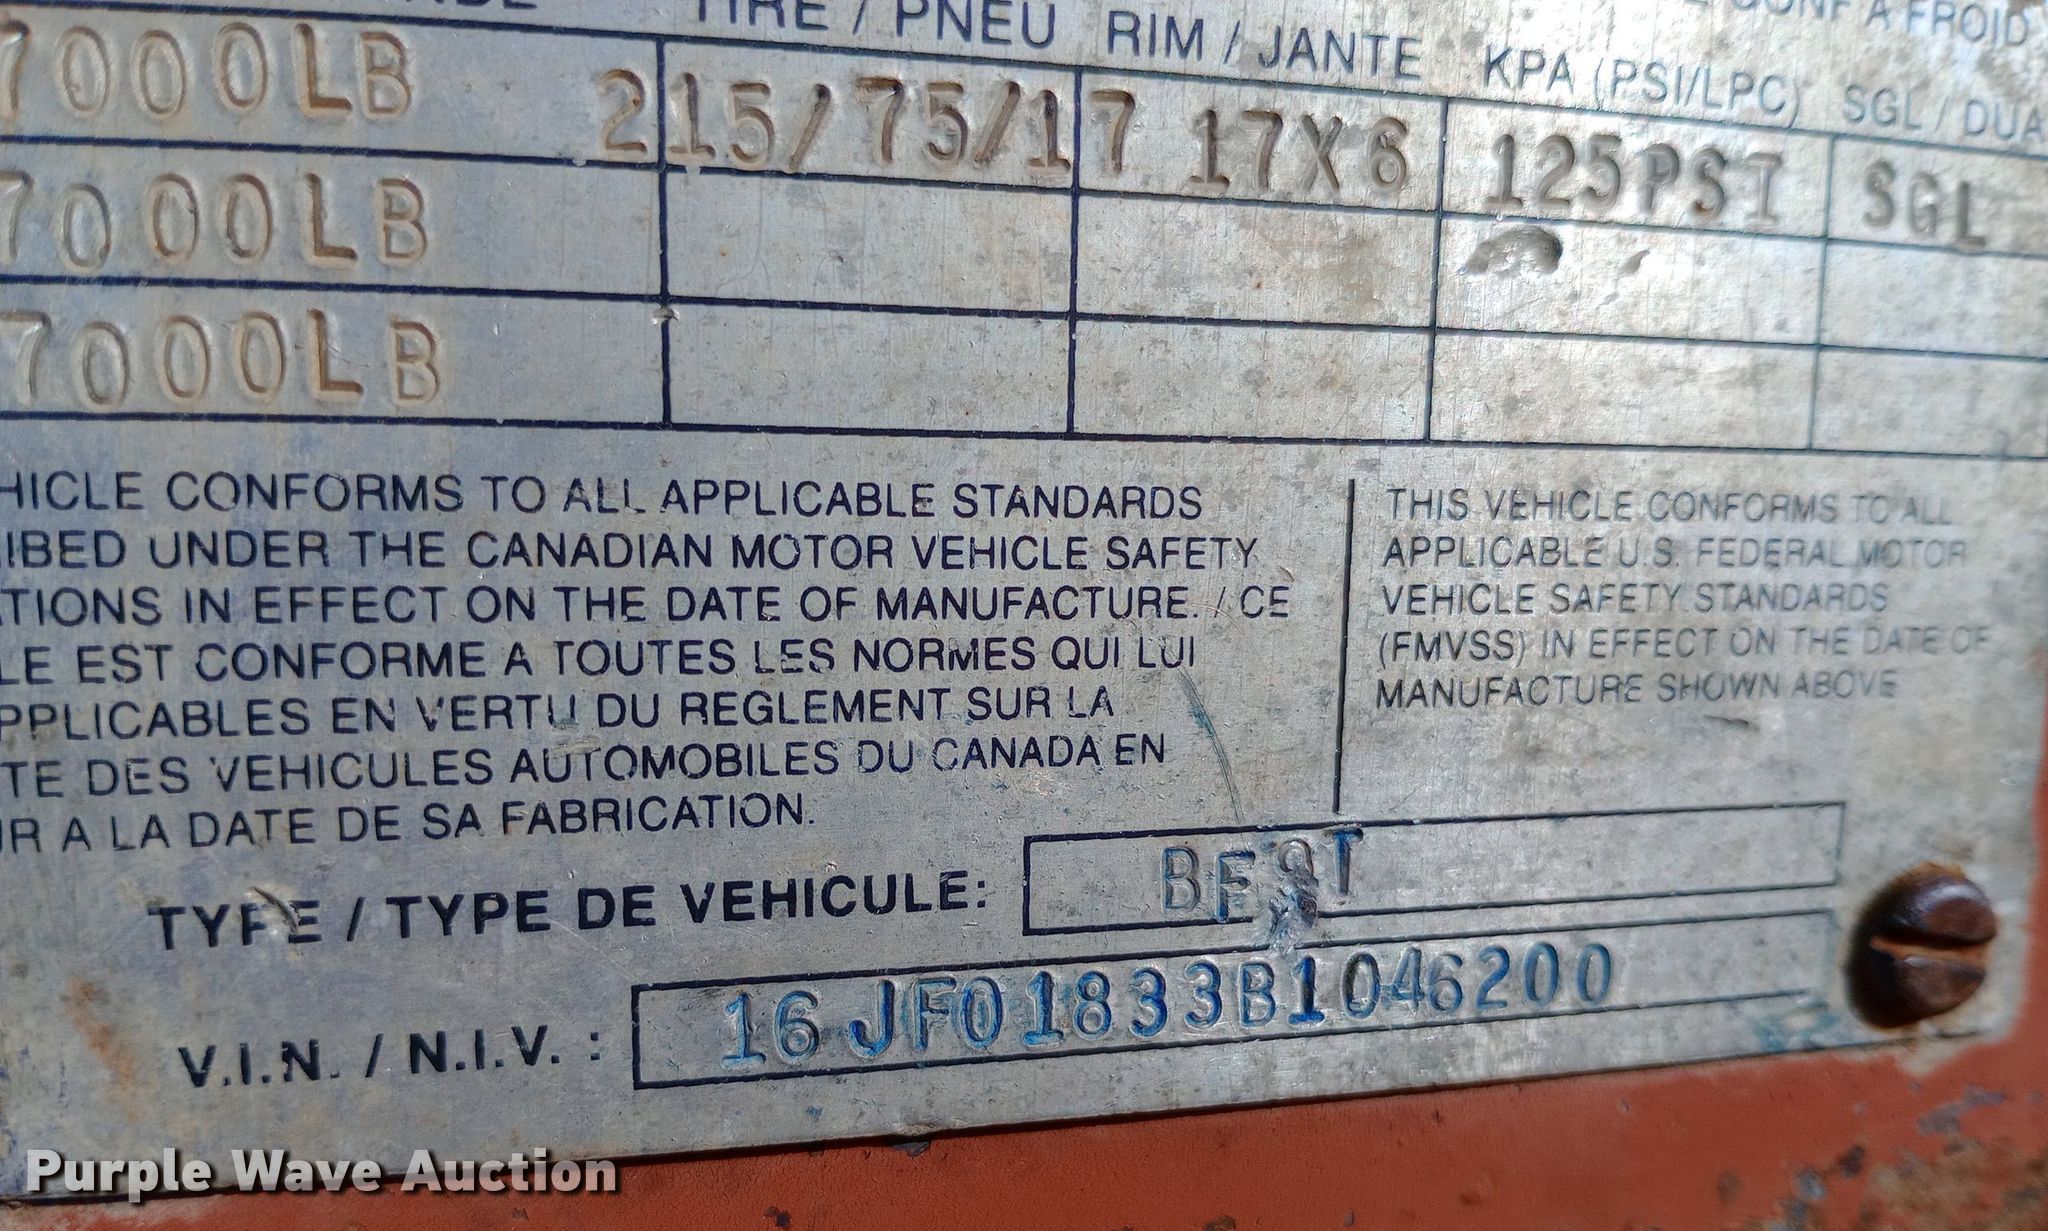 TIRE / PNEU RIM / JANTE KPA (PSI/LPC) SGL / DUA
A FROID
7000LB 215/75/17 17X6 125PSI SGL
7000LB
7000LB
HICLE CONFORMS TO ALL APPLICABLE STANDARDS
IBED UNDER THE CANADIAN MOTOR VEHICLE SAFETY
TIONS IN EFFECT ON THE DATE OF MANUFACTURE. / CE
LE EST CONFORME A TOUTES LES NORMES QUI LUI
PPLICABLES EN VERTU DU REGLEMENT SUR LA
TE DES VEHICULES AUTOMOBILES DU CANADA EN
UR A LA DATE DE SA FABRICATION.
THIS VEHICLE CONFORMS TO ALL
APPLICABLE U.S. FEDERAL MOTOR
VEHICLE SAFETY STANDARDS
(FMVSS) IN EFFECT ON THE DATE OF
MANUFACTURE SHOWN ABOVE
TYPE / TYPE DE VEHICULE:
V.I.N. / N.I.V. : 16JF01833B1046200
Purple Wave Auction